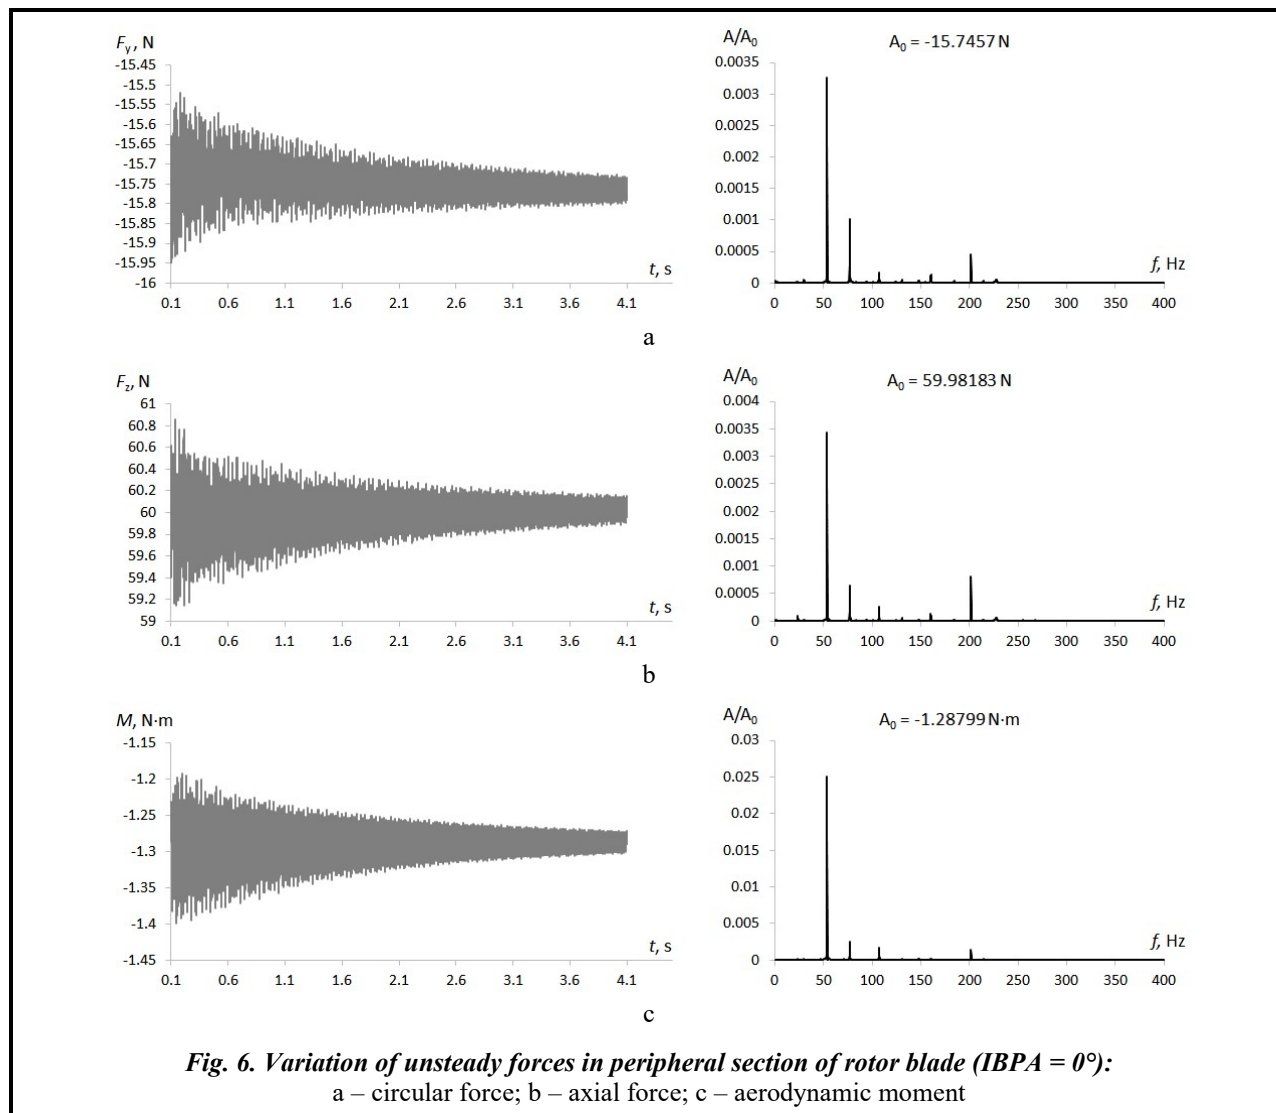 Fy, N
-15.45
-15.5
-15.55
-15.6
-15.65
-15.7
-15.75
-15.8
-15.85
-15.9
-15.95
-16
t, s
0.1 0.6 1.1 1.6 2.1 2.6 3.1 3.6 4.1
A/A0
A0 = -15.7457 N
0.0035
0.003
0.0025
0.002
0.0015
0.001
0.0005
0
f, Hz
0 50 100 150 200 250 300 350 400
a
Fz, N
61
60.8
60.6
60.4
60.2
60
59.8
59.6
59.4
59.2
59
t, s
0.1 0.6 1.1 1.6 2.1 2.6 3.1 3.6 4.1
A/A0
A0 = 59.98183 N
0.004
0.0035
0.003
0.0025
0.002
0.0015
0.001
0.0005
0
f, Hz
0 50 100 150 200 250 300 350 400
b
M, N·m
-1.15
-1.2
-1.25
-1.3
-1.35
-1.4
-1.45
t, s
0.1 0.6 1.1 1.6 2.1 2.6 3.1 3.6 4.1
A/A0
A0 = -1.28799 N·m
0.03
0.025
0.02
0.015
0.01
0.005
0
f, Hz
0 50 100 150 200 250 300 350 400
c
Fig. 6. Variation of unsteady forces in peripheral section of rotor blade (IBPA = 0°):
a – circular force; b – axial force; c – aerodynamic moment